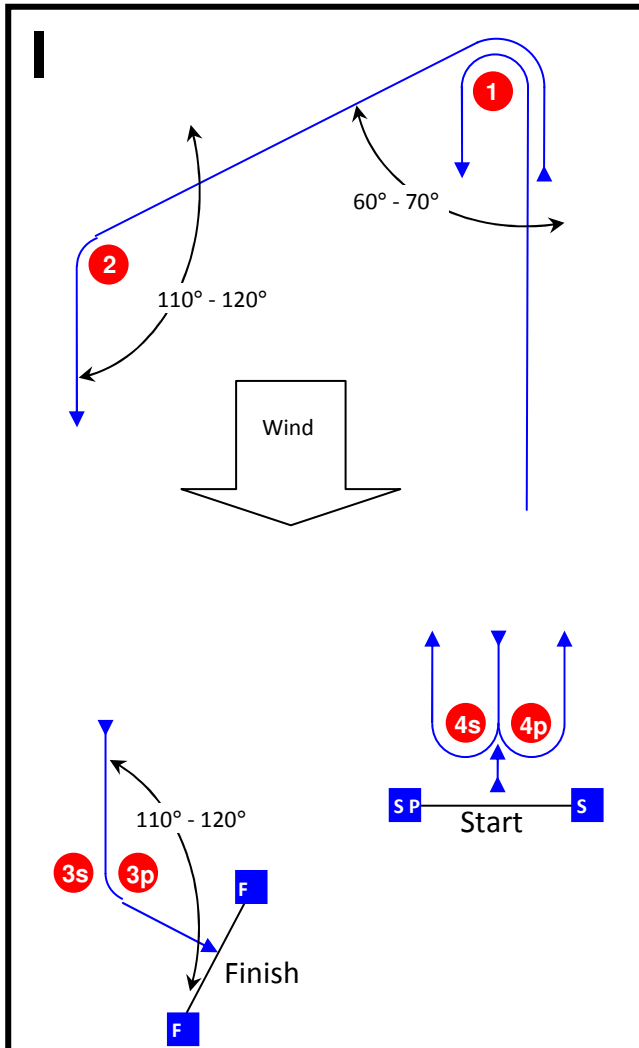 I
1
60° - 70°
2
110° - 120°
Wind
4s 4p
S P S
Start
110° - 120°
3s 3p
F
Finish
F